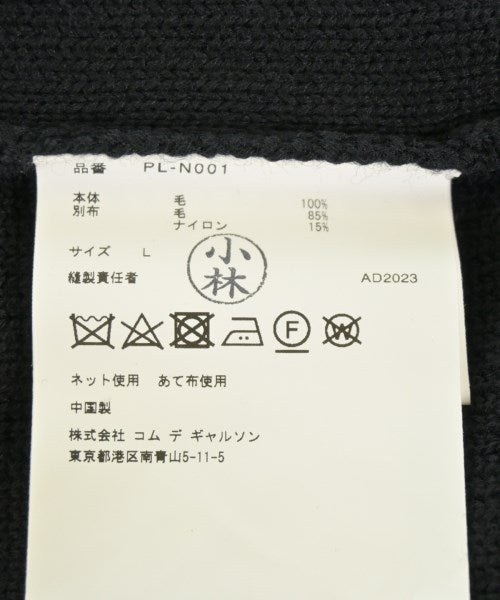 品番 PL-N001
本体 毛 100%
別布 毛 85%
ナイロン 15%
サイズ L
小林
縫製責任者 AD2023
F W
ネット使用 あて布使用
中国製
株式会社 コム デ ギャルソン
東京都港区南青山5-11-5